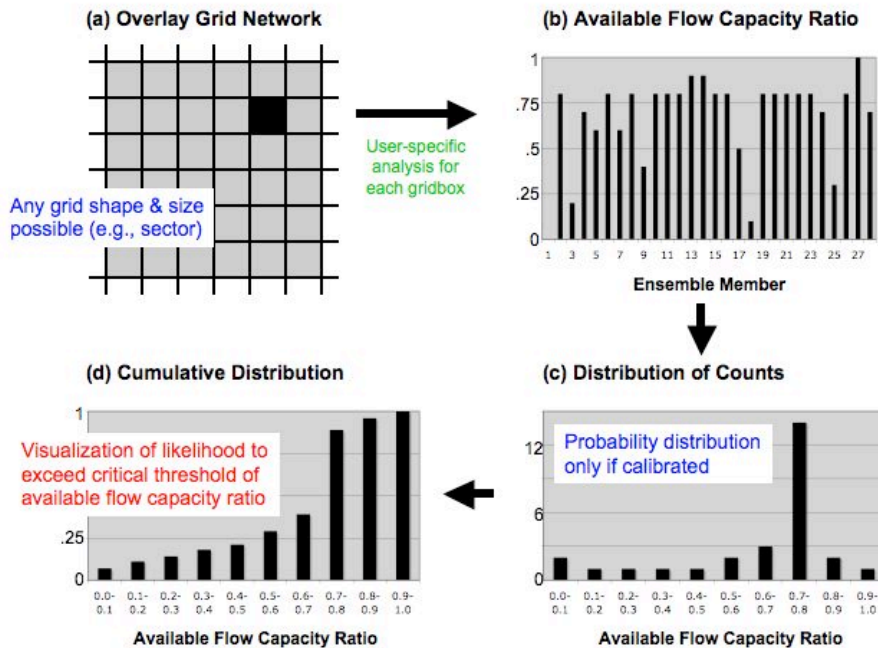 (a) Overlay Grid Network
Any grid shape & size
possible (e.g., sector)
User-specific
analysis for
each gridbox
(b) Available Flow Capacity Ratio
1
.75
.5
.25
0
1 3 5 7 9 11 13 15 17 19 21 23 25 27
Ensemble Member
(d) Cumulative Distribution
1
Visualization of likelihood to
exceed critical threshold of
available flow capacity ratio
.25
0
0.0- 0.1- 0.2- 0.3- 0.4- 0.5- 0.6- 0.7- 0.8- 0.9-
0.1 0.2 0.3 0.4 0.5 0.6 0.7 0.8 0.9 1.0
Available Flow Capacity Ratio
(c) Distribution of Counts
12
Probability distribution
only if calibrated
6
0
0.0- 0.1- 0.2- 0.3- 0.4- 0.5- 0.6- 0.7- 0.8- 0.9-
0.1 0.2 0.3 0.4 0.5 0.6 0.7 0.8 0.9 1.0
Available Flow Capacity Ratio